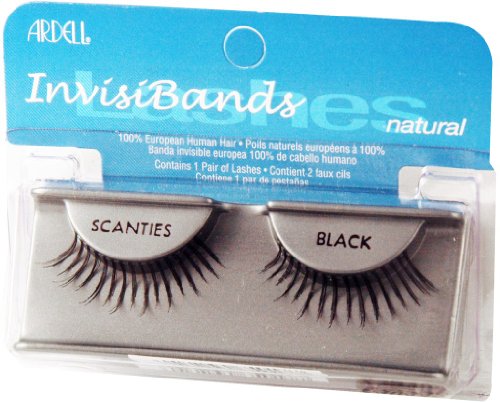 ARDELL
Lashes
InvisiBands
natural
100% European Human Hair • Poils naturels européens à 100%
Banda invisible europea 100% de cabello humano
Contains 1 Pair of Lashes • Contient 2 faux cils
Contiene 1 par de pestañas
SCANTIES
BLACK